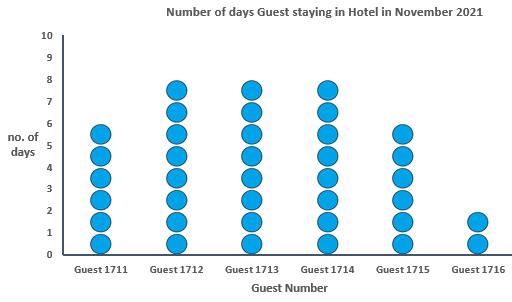 Number of days Guest staying in Hotel in November 2021
10
9
8
7
6
5
4
3
2
1
0
no. of
days
Guest 1711 Guest 1712 Guest 1713 Guest 1714 Guest 1715 Guest 1716
Guest Number